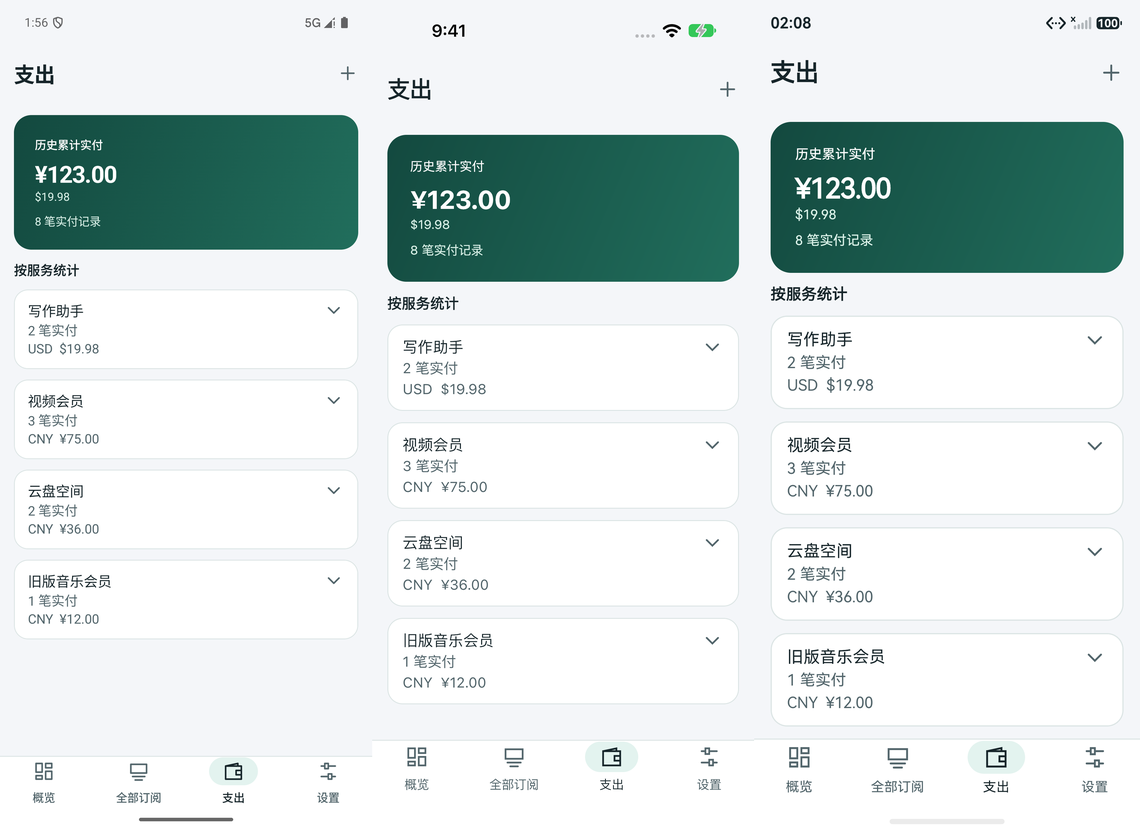 1:56
5G
支出
历史累计实付
¥123.00
$19.98
8 笔实付记录
按服务统计
写作助手
2 笔实付
USD $19.98
视频会员
3 笔实付
CNY ¥75.00
云盘空间
2 笔实付
CNY ¥36.00
旧版音乐会员
1 笔实付
CNY ¥12.00
概览
全部订阅
支出
设置
9:41
支出
历史累计实付
¥123.00
$19.98
8 笔实付记录
按服务统计
写作助手
2 笔实付
USD $19.98
视频会员
3 笔实付
CNY ¥75.00
云盘空间
2 笔实付
CNY ¥36.00
旧版音乐会员
1 笔实付
CNY ¥12.00
概览
全部订阅
支出
设置
02:08
100
支出
历史累计实付
¥123.00
$19.98
8 笔实付记录
按服务统计
写作助手
2 笔实付
USD $19.98
视频会员
3 笔实付
CNY ¥75.00
云盘空间
2 笔实付
CNY ¥36.00
旧版音乐会员
1 笔实付
CNY ¥12.00
概览
全部订阅
支出
设置